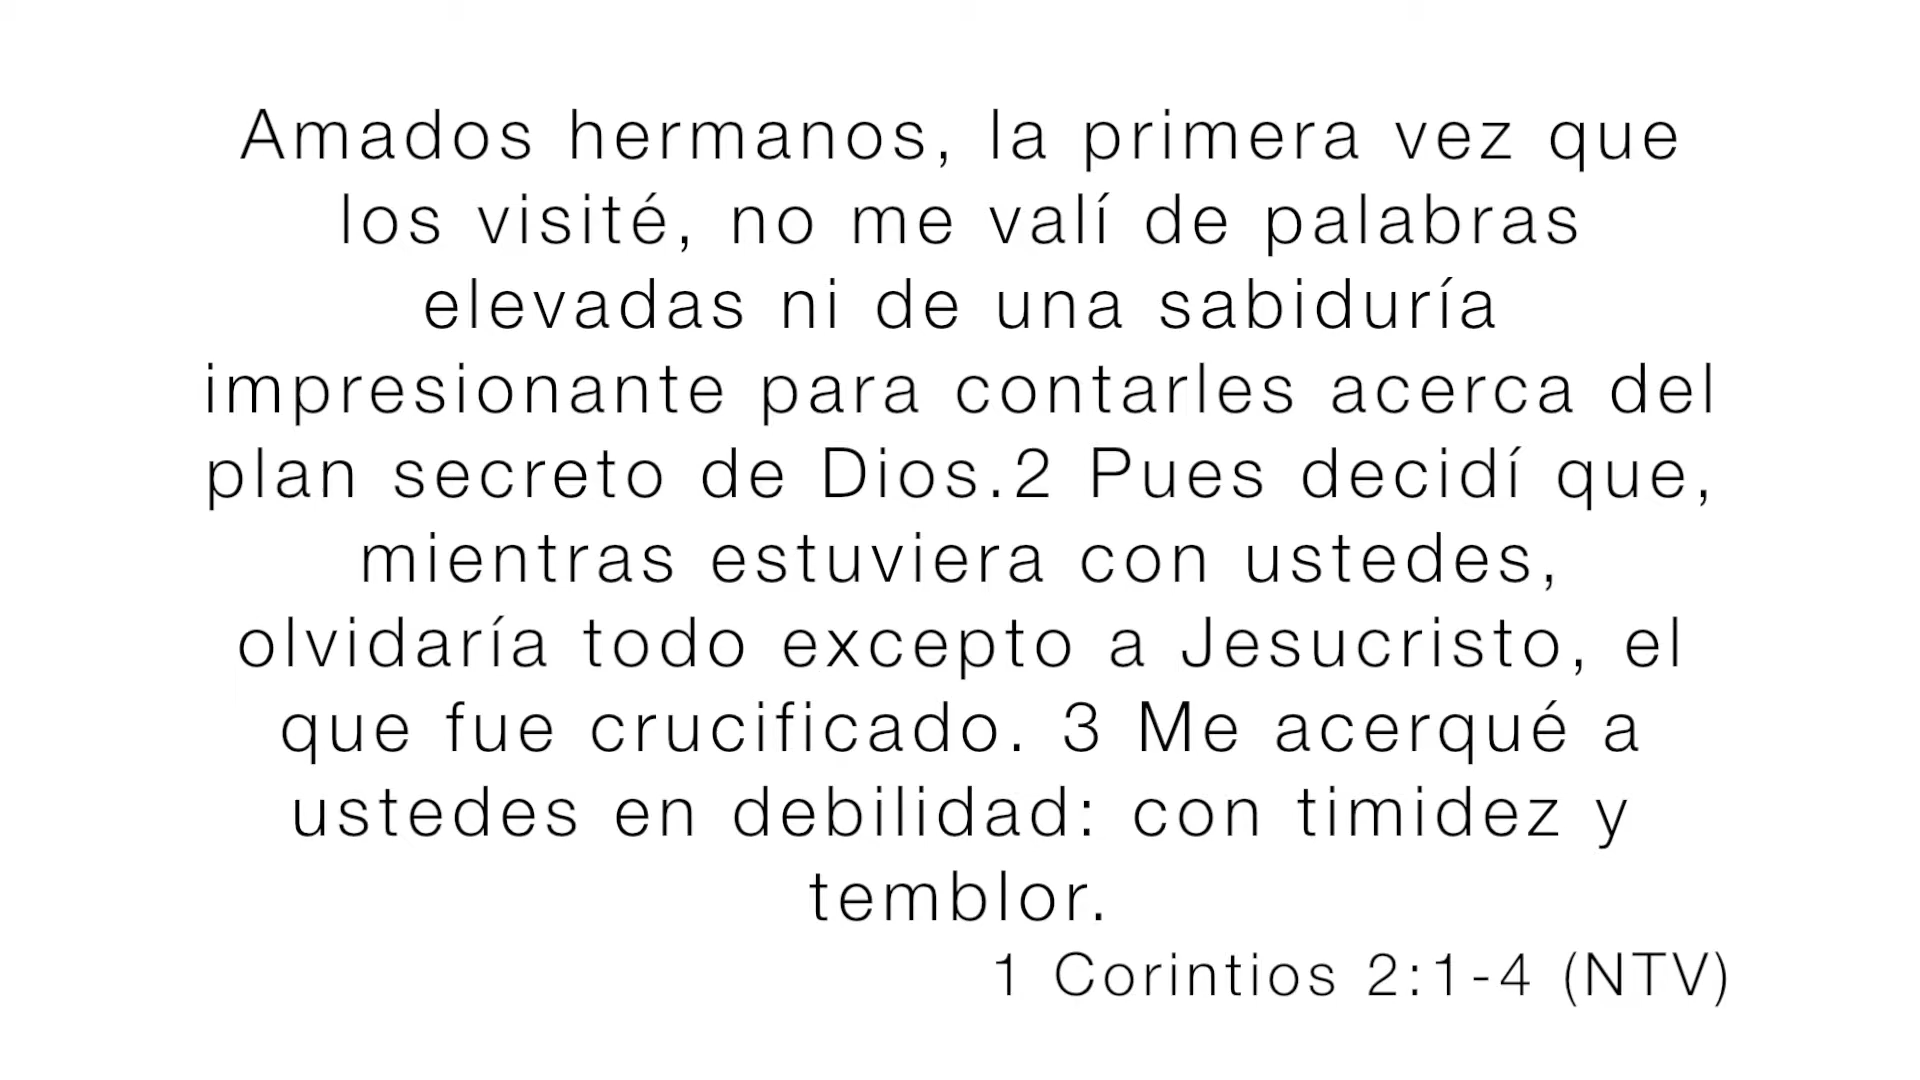 Amados hermanos, la primera vez que
los visité, no me valí de palabras
elevadas ni de una sabiduría
impresionante para contarles acerca del
plan secreto de Dios.2 Pues decidí que,
mientras estuviera con ustedes,
olvidaría todo excepto a Jesucristo, el
que fue crucificado. 3 Me acerqué a
ustedes en debilidad: con timidez y
temblor.
1 Corintios 2:1-4 (NTV)